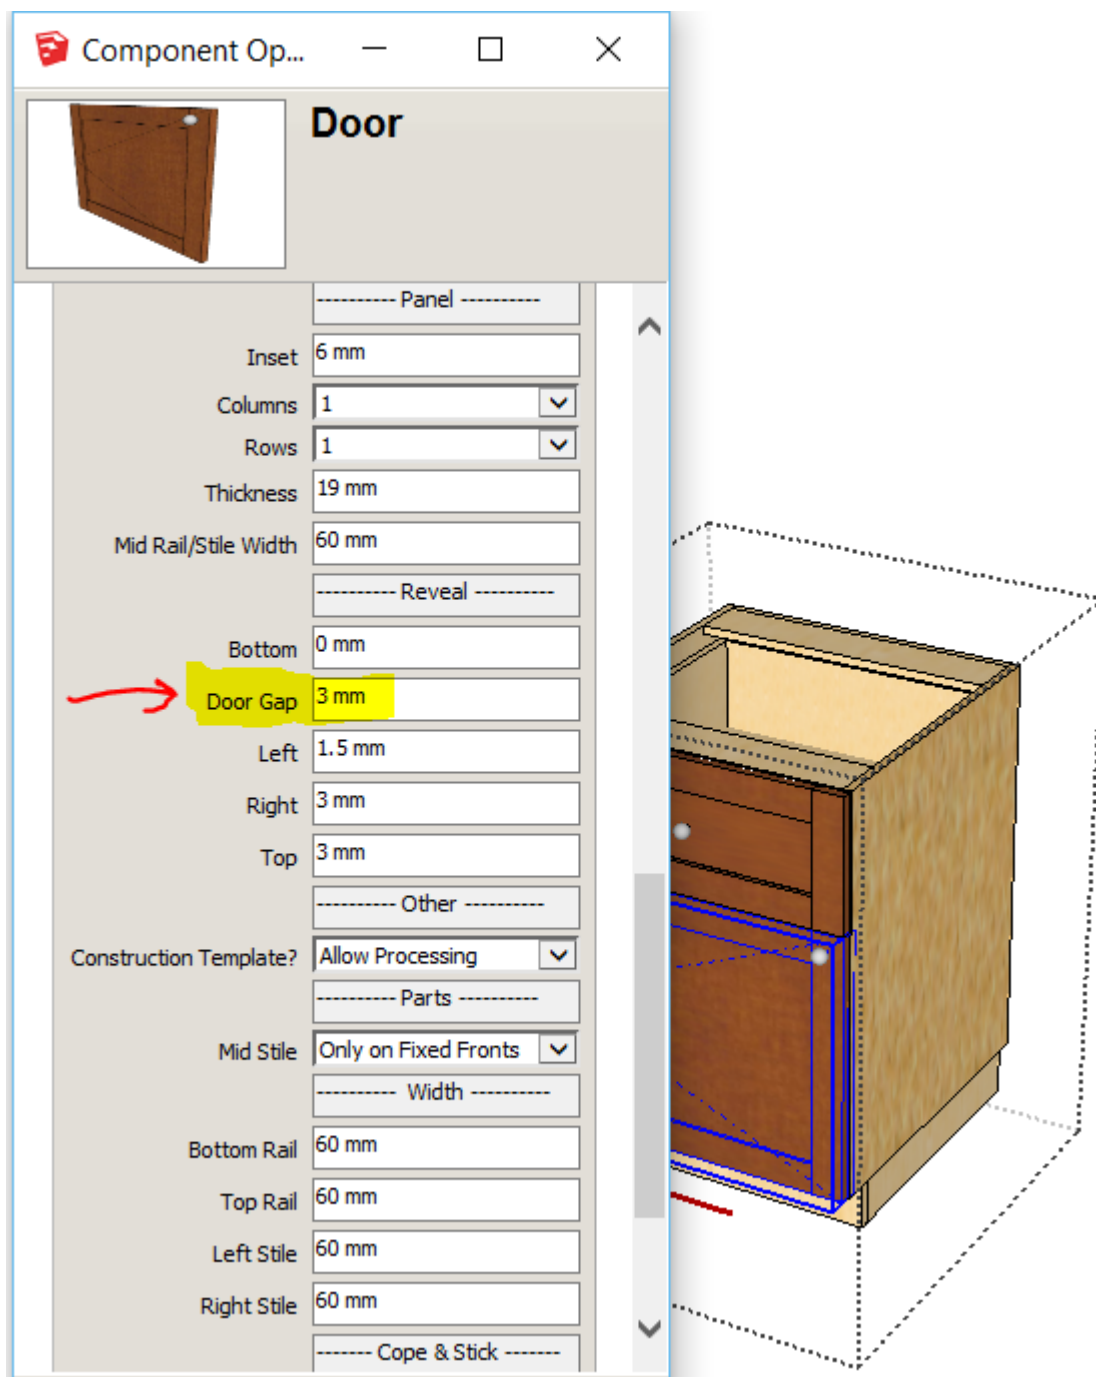 Component Op...
Door
---------- Panel ----------
Inset 6 mm
Columns 1
Rows 1
Thickness 19 mm
Mid Rail/Stile Width 60 mm
---------- Reveal ----------
Bottom 0 mm
Door Gap 3 mm
Left 1.5 mm
Right 3 mm
Top 3 mm
---------- Other ----------
Construction Template? Allow Processing
---------- Parts ----------
Mid Stile Only on Fixed Fronts
---------- Width ----------
Bottom Rail 60 mm
Top Rail 60 mm
Left Stile 60 mm
Right Stile 60 mm
------- Cope & Stick -------